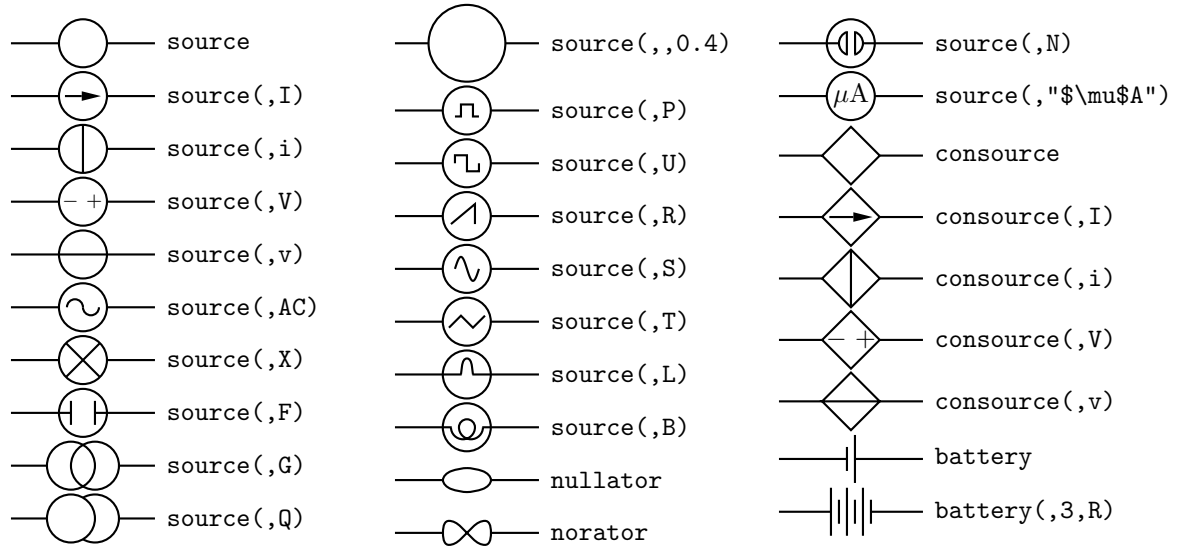 source
source(,I)
source(,i)
− +
source(,V)
source(,v)
source(,AC)
source(,X)
source(,F)
source(,G)
source(,Q)
source(,,0.4)
source(,P)
source(,U)
source(,R)
source(,S)
source(,T)
source(,L)
source(,B)
nullator
norator
source(,N)
μA
source(,"$\mu$A")
consource
consource(,I)
consource(,i)
− +
consource(,V)
consource(,v)
battery
battery(,3,R)